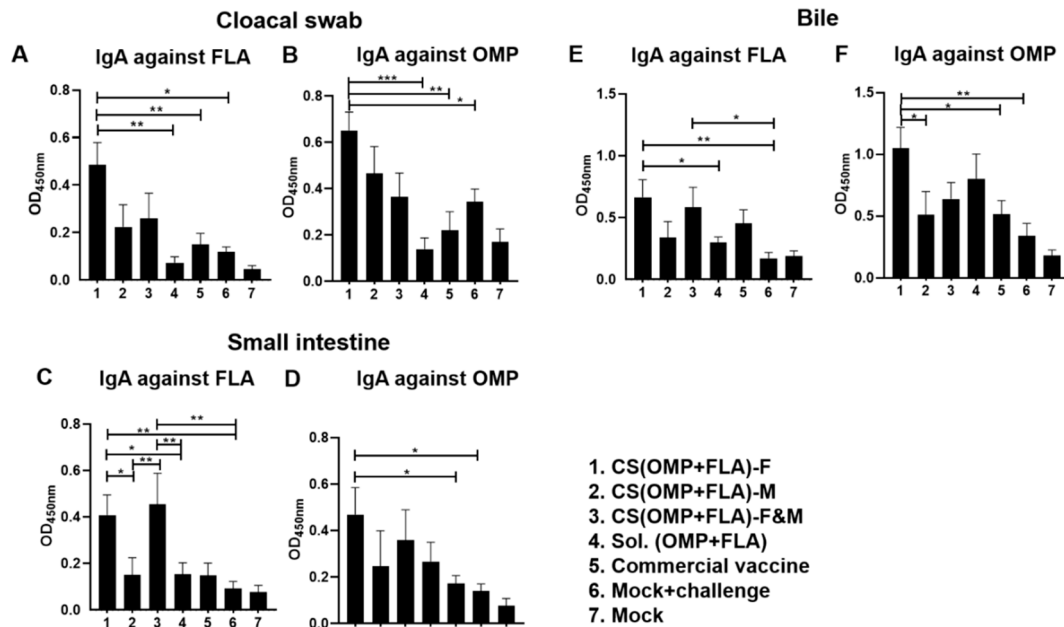 Cloacal swab
A
IgA against FLA
B
IgA against OMP
OD450nm
0.8
0.6
0.4
0.2
0.0
*
**
**
1 2 3 4 5 6 7
OD450nm
0.8
0.6
0.4
0.2
0.0
***
**
*
1 2 3 4 5 6 7
Bile
E
IgA against FLA
F
IgA against OMP
OD450nm
1.5
1.0
0.5
0.0
*
**
*
1 2 3 4 5 6 7
OD450nm
1.5
1.0
0.5
0.0
**
*
*
1 2 3 4 5 6 7
Small intestine
C
IgA against FLA
D
IgA against OMP
OD450nm
0.8
0.6
0.4
0.2
0.0
**
**
*
**
*
**
1 2 3 4 5 6 7
OD450nm
0.8
0.6
0.4
0.2
0.0
*
*
1. CS(OMP+FLA)-F
2. CS(OMP+FLA)-M
3. CS(OMP+FLA)-F&M
4. Sol. (OMP+FLA)
5. Commercial vaccine
6. Mock+challenge
7. Mock